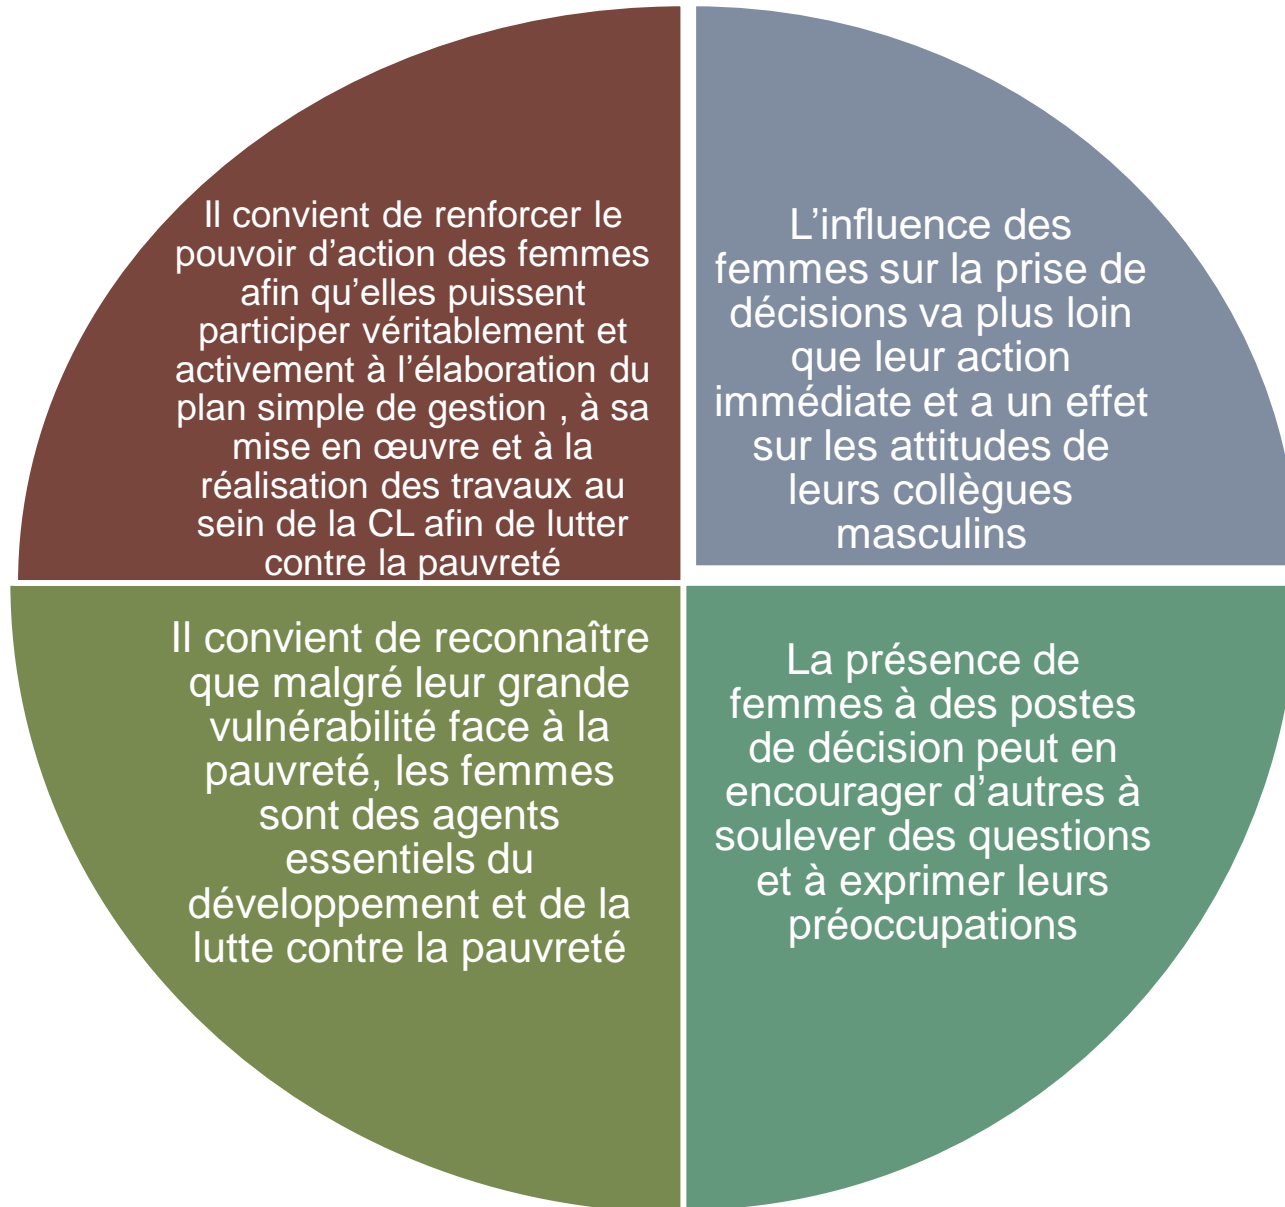 Il convient de renforcer le
pouvoir d’action des femmes
afin qu’elles puissent
participer véritablement et
activement à l’élaboration du
plan simple de gestion , à sa
mise en œuvre et à la
réalisation des travaux au
sein de la CL afin de lutter
contre la pauvreté
L’influence des
femmes sur la prise de
décisions va plus loin
que leur action
immédiate et a un effet
sur les attitudes de
leurs collègues
masculins
Il convient de reconnaître
que malgré leur grande
vulnérabilité face à la
pauvreté, les femmes
sont des agents
essentiels du
développement et de la
lutte contre la pauvreté
La présence de
femmes à des postes
de décision peut en
encourager d’autres à
soulever des questions
et à exprimer leurs
préoccupations